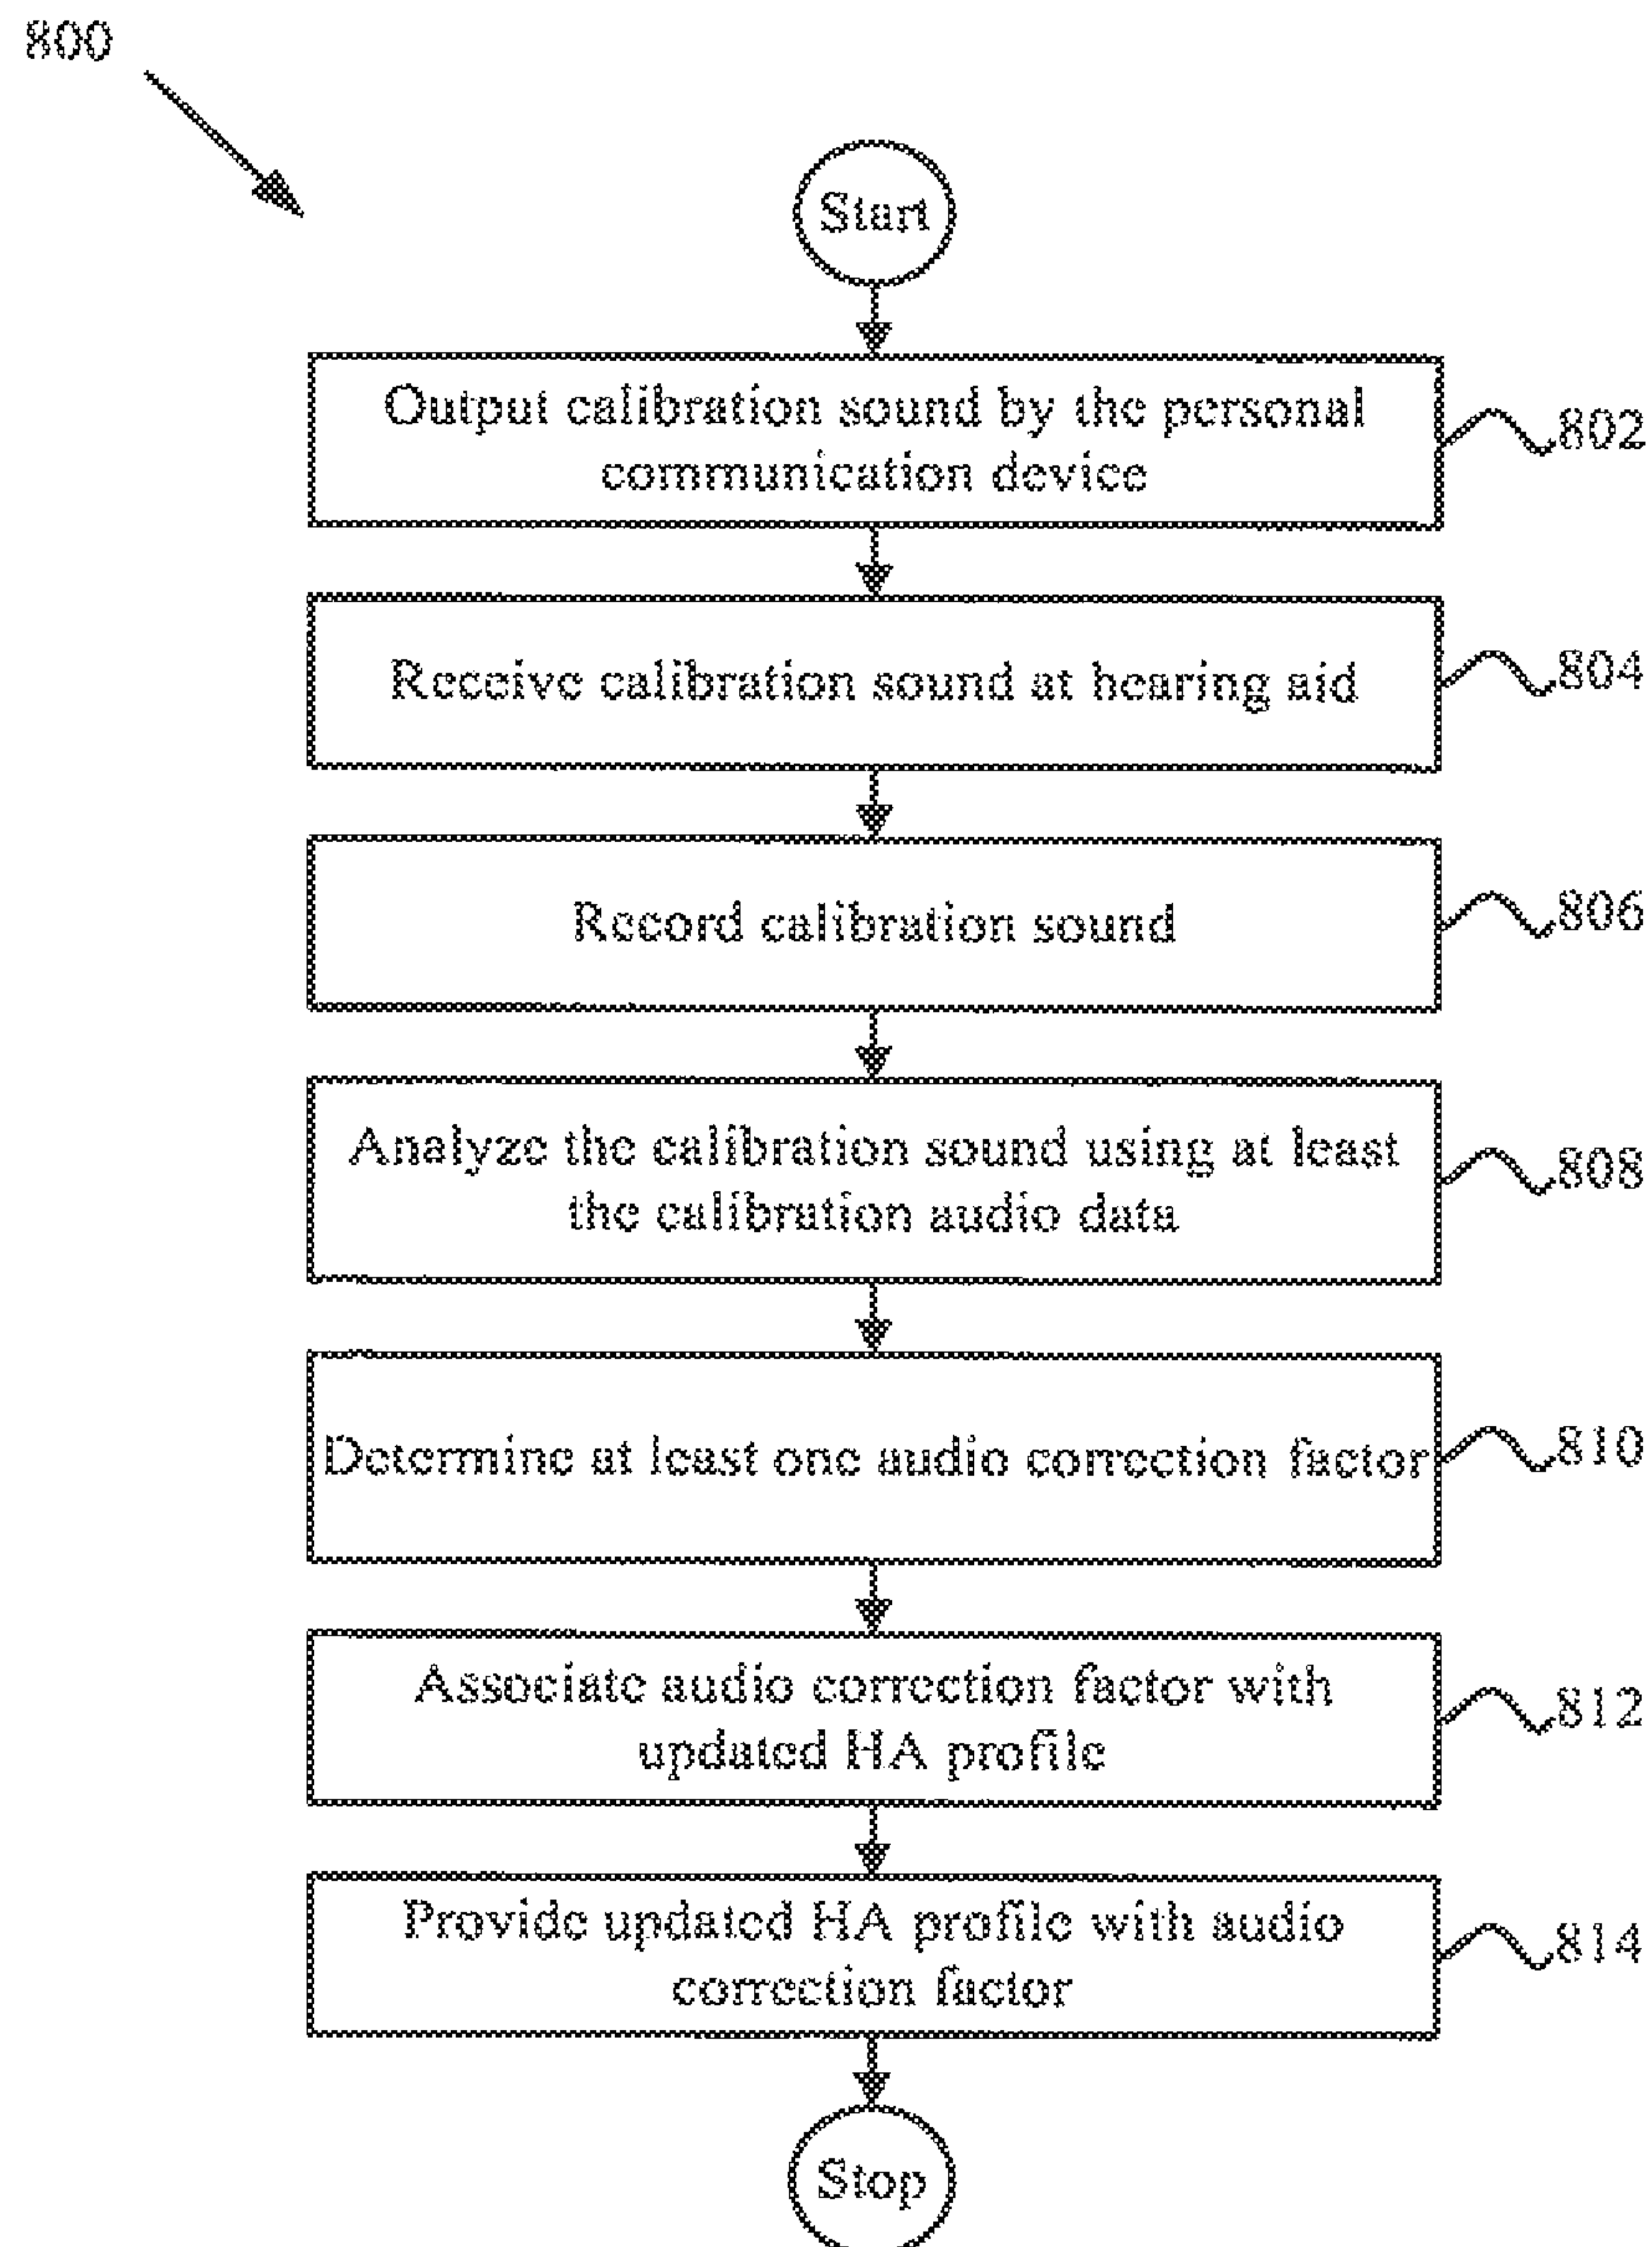 800
Start
Output calibration sound by the personal
communication device
802
Receive calibration sound at hearing aid
804
Record calibration sound
806
Analyze the calibration sound using at least
the calibration audio data
808
Determine at least one audio correction factor
810
Associate audio correction factor with
updated HA profile
812
Provide updated HA profile with audio
correction factor
814
Stop